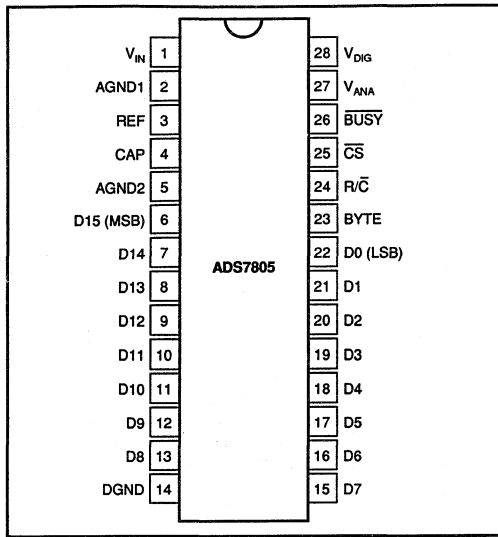 V_IN 1 28 V_DIG
AGND1 2 27 V_ANA
REF 3 26 B̅U̅S̅Y̅
CAP 4 25 C̅S̅
AGND2 5 24 R/C̅
D15 (MSB) 6 23 BYTE
D14 7 22 D0 (LSB)
ADS7805
D13 8 21 D1
D12 9 20 D2
D11 10 19 D3
D10 11 18 D4
D9 12 17 D5
D8 13 16 D6
DGND 14 15 D7